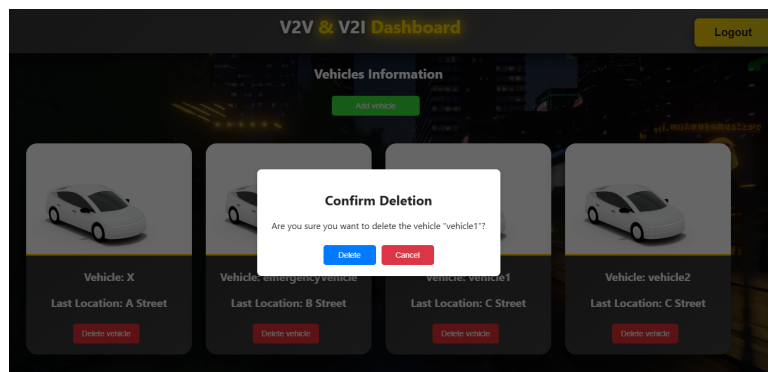 V2V & V2I Dashboard
Logout
Vehicles Information
Add vehicle
Confirm Deletion
Are you sure you want to delete the vehicle "vehicle1"?
Delete Cancel
Vehicle: X
Vehicle: emergencyVehicle
Vehicle: vehicle1
Vehicle: vehicle2
Last Location: A Street
Last Location: B Street
Last Location: C Street
Last Location: C Street
Delete vehicle
Delete vehicle
Delete vehicle
Delete vehicle